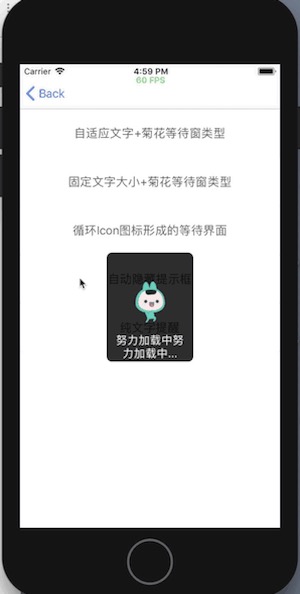 Carrier 4:59 PM
60 FPS
Back
自适应文字+菊花等待窗类型
固定文字大小+菊花等待窗类型
循环Icon图标形成的等待界面
自动隐藏提示框
纯文字提醒
努力加载中努
力加载中...